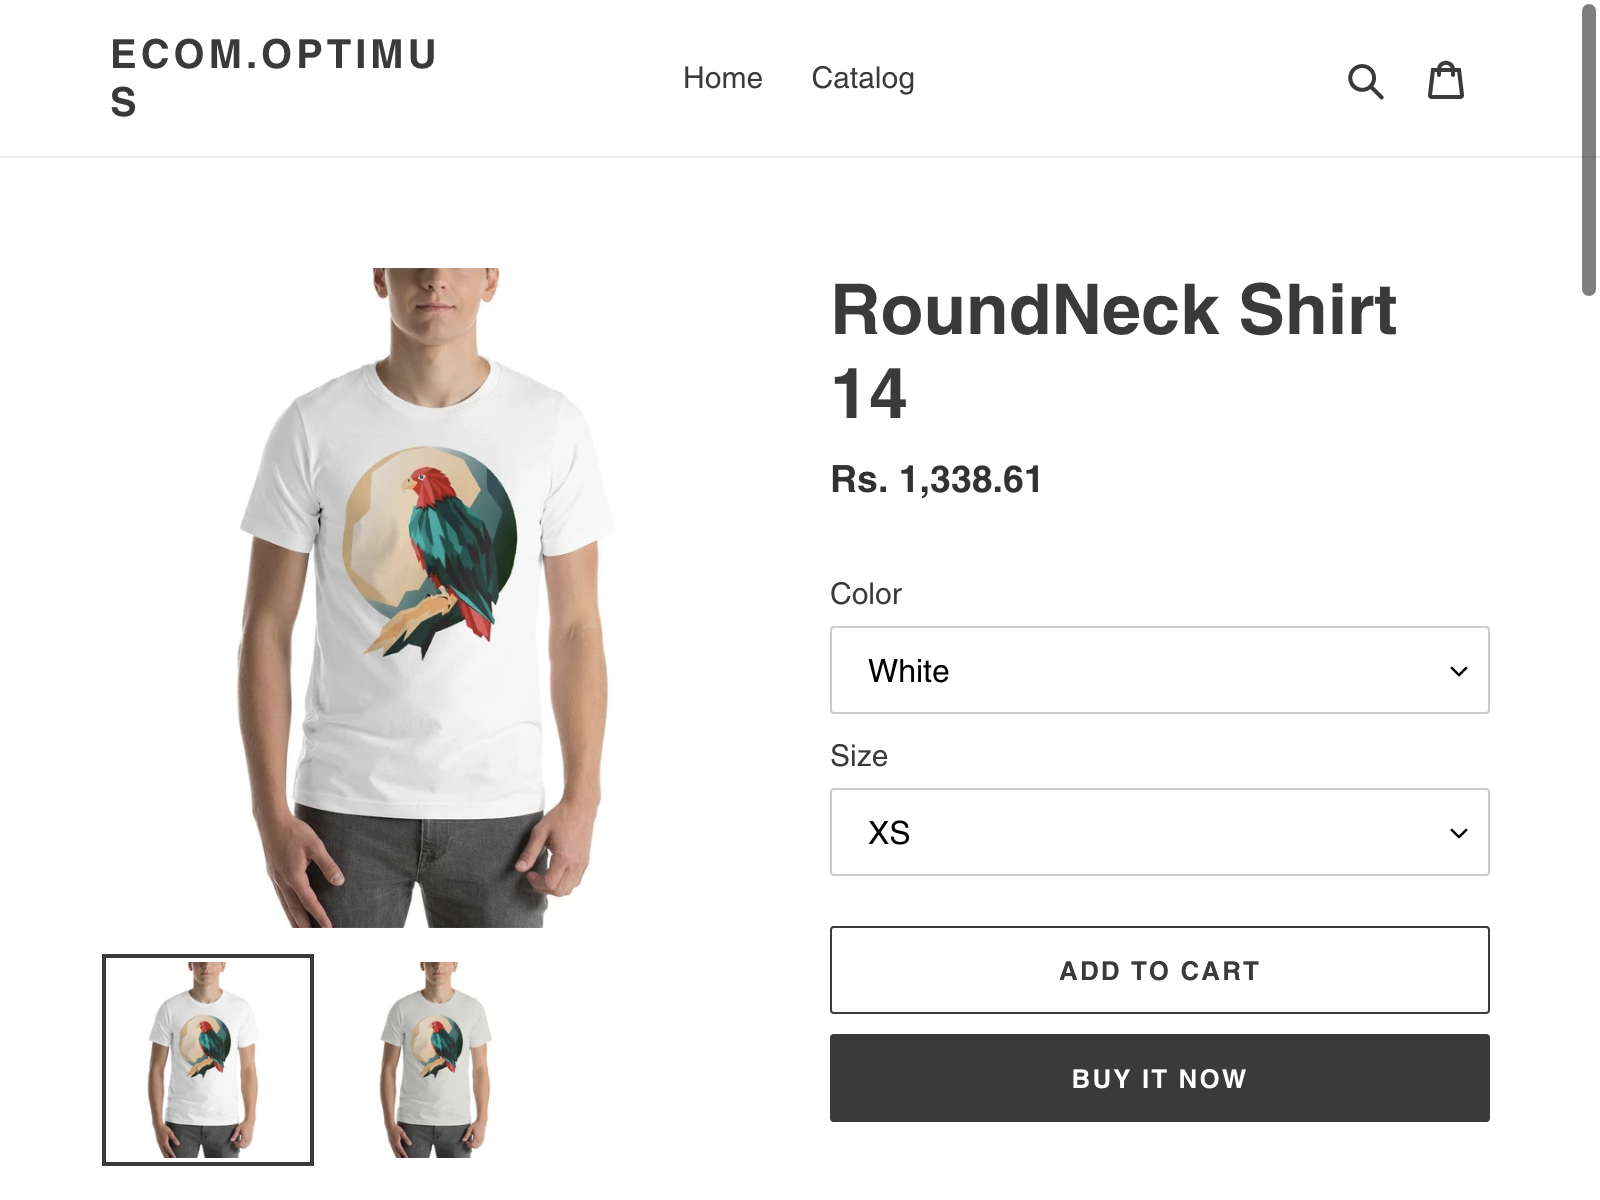 ECOM.OPTIMU
S
Home
Catalog
RoundNeck Shirt
14
Rs. 1,338.61
Color
White
Size
XS
ADD TO CART
BUY IT NOW